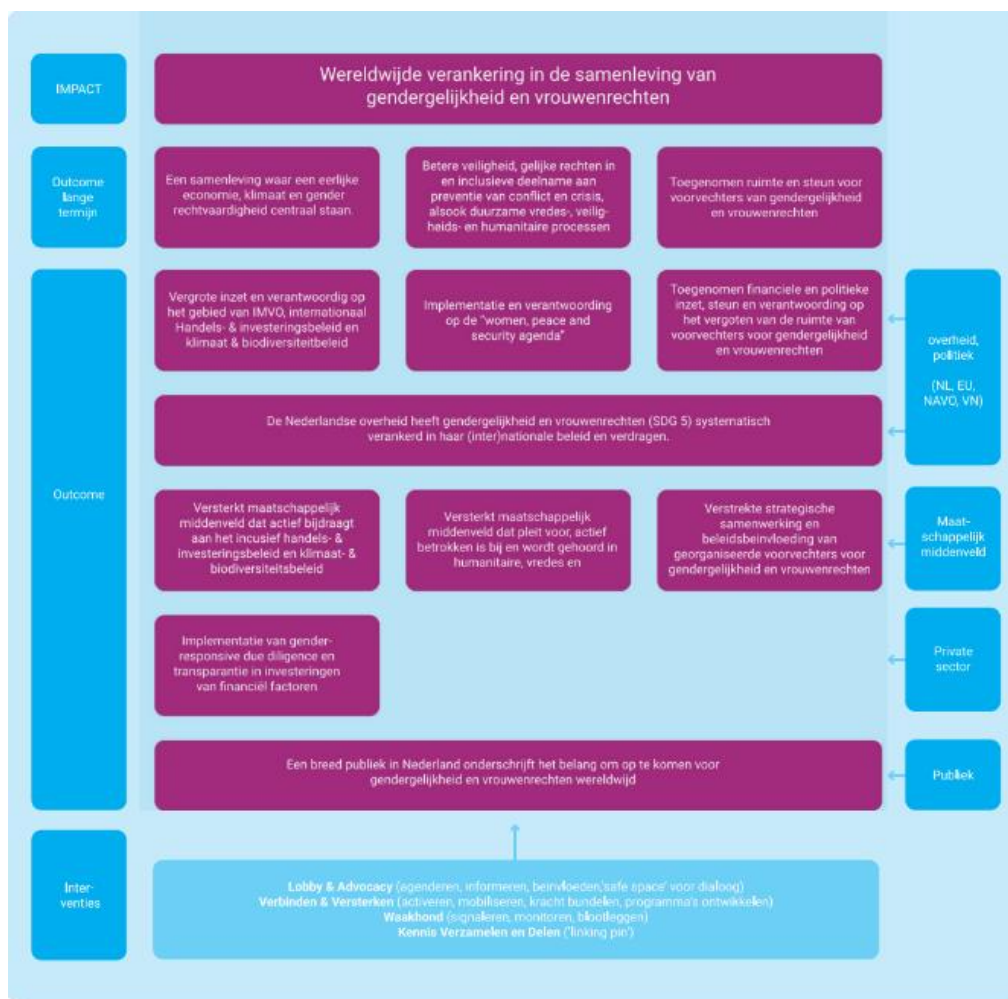 IMPACT
Wereldwijde verankering in de samenleving van
gendergelijkheid en vrouwenrechten
Outcome
lange
termijn
Een samenleving waar een eerlijke
economie, klimaat en gender
rechtvaardigheid centraal staan.
Betere veiligheid, gelijke rechten in
en inclusieve deelname aan
preventie van conflict en crisis,
alsook duurzame vredes-, veilig-
heids- en humanitaire processen
Toegenomen ruimte en steun voor
voorvechters van gendergelijkheid
en vrouwenrechten
Outcome
Vergrote inzet en verantwoordig op
het gebied van IMVO, internationaal
Handels- & investeringsbeleid en
klimaat & biodiversiteitbeleid
Implementatie en verantwoording
op de "women, peace and
security agenda"
Toegenomen financiele en politieke
inzet, steun en verantwoording op
het vergoten van de ruimte van
voorvechters voor gendergelijkheid
en vrouwenrechten
overheid,
politiek
(NL, EU,
NAVO, VN)
De Nederlandse overheid heeft gendergelijkheid en vrouwenrechten (SDG 5) systematisch
verankerd in haar (inter)nationale beleid en verdragen.
Versterkt maatschappelijk
middenveld dat actief bijdraagt
aan het incusief handels- &
investeringsbeleid en klimaat- &
biodiversiteitsbeleid
Versterkt maatschappelijk
middenveld dat pleit voor, actief
betrokken is bij en wordt gehoord in
humanitaire, vredes en
Verstrekte strategische
samenwerking en
beleidsbeinvloeding van
georganiseerde voorvechters voor
gendergelijkheid en vrouwenrechten
Maat-
schappelijk
middenveld
Implementatie van gender-
responsive due diligence en
transparantie in investeringen
van financiël factoren
Private
sector
Een breed publiek in Nederland onderschrijft het belang om op te komen voor
gendergelijkheid en vrouwenrechten wereldwijd
Publiek
Inter-
venties
Lobby & Advocacy (agenderen, informeren, beinvloeden,'safe space' voor dialoog)
Verbinden & Versterken (activeren, mobiliseren, kracht bundelen, programma's ontwikkelen)
Waakhond (signaleren, monitoren, blootleggen)
Kennis Verzamelen en Delen ('linking pin')